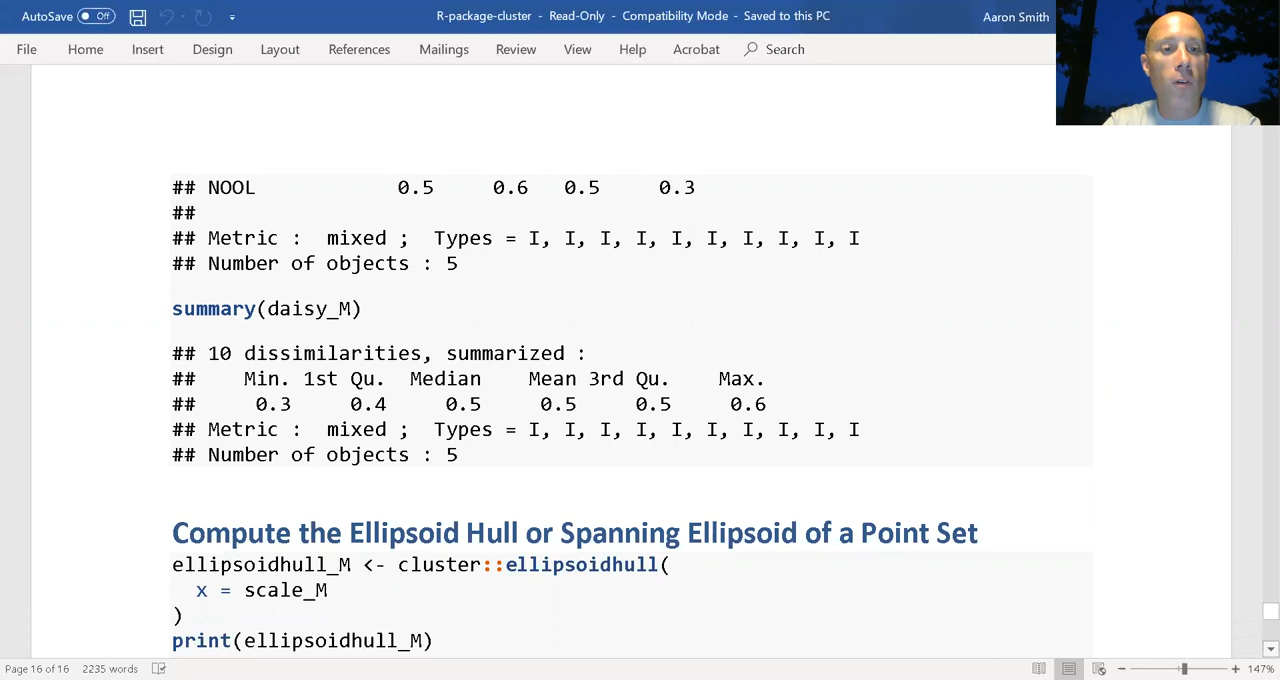 AutoSave Off R-package-cluster - Read-Only - Compatibility Mode - Saved to this PC Aaron Smith
File Home Insert Design Layout References Mailings Review View Help Acrobat Search
## NOOL 0.5 0.6 0.5 0.3
##
## Metric : mixed ; Types = I, I, I, I, I, I, I, I, I, I
## Number of objects : 5
summary(daisy_M)
## 10 dissimilarities, summarized :
## Min. 1st Qu. Median Mean 3rd Qu. Max.
## 0.3 0.4 0.5 0.5 0.5 0.6
## Metric : mixed ; Types = I, I, I, I, I, I, I, I, I, I
## Number of objects : 5
Compute the Ellipsoid Hull or Spanning Ellipsoid of a Point Set
ellipsoidhull_M <- cluster::ellipsoidhull(
x = scale_M
)
print(ellipsoidhull_M)
Page 16 of 16 2235 words 147%